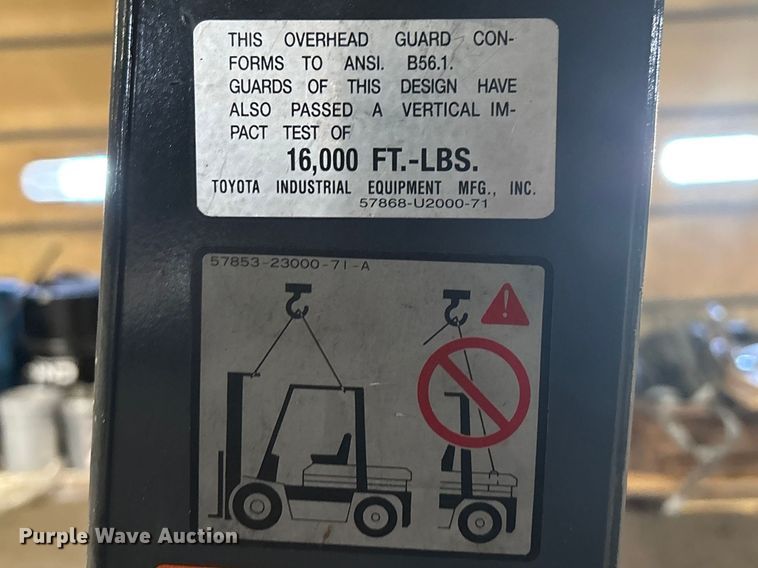 THIS OVERHEAD GUARD CON-
FORMS TO ANSI. B56.1.
GUARDS OF THIS DESIGN HAVE
ALSO PASSED A VERTICAL IM-
PACT TEST OF
16,000 FT.-LBS.
TOYOTA INDUSTRIAL EQUIPMENT MFG., INC.
57868-U2000-71
57853-23000-71-A
Purple Wave Auction